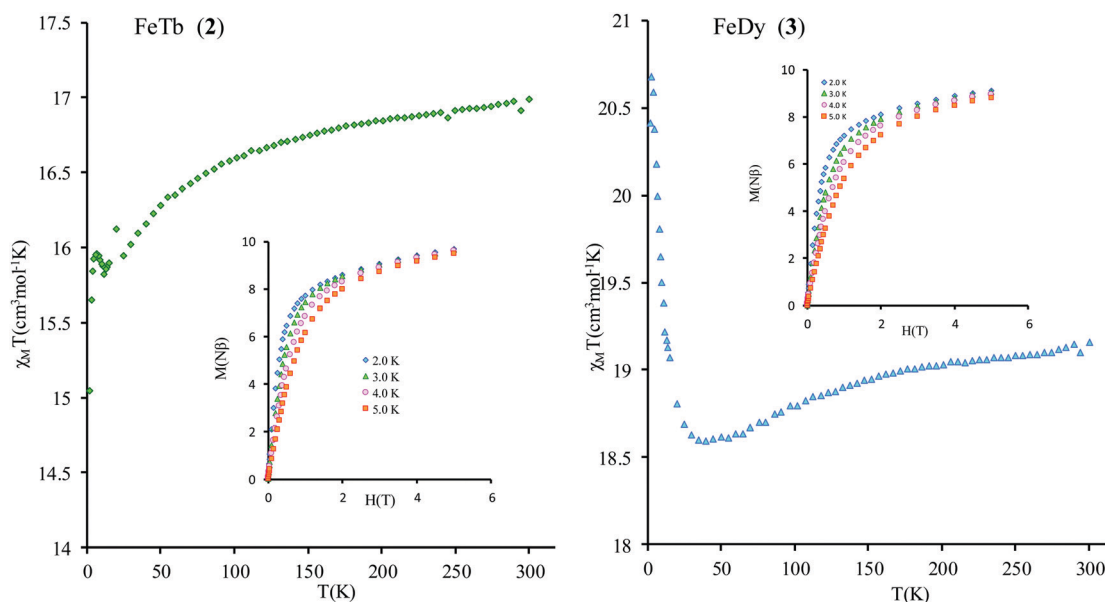 FeTb (2)
17.5
17
16.5
16
15.5
15
14.5
14
χMT(cm³mol⁻¹K)
0
50
100
150
200
250
300
T(K)
10
8
6
4
2
0
M(Nβ)
0
2
4
6
H(T)
2.0 K
3.0 K
4.0 K
5.0 K
FeDy (3)
21
20.5
20
19.5
19
18.5
18
χMT(cm³mol⁻¹K)
0
50
100
150
200
250
300
T(K)
10
8
6
4
2
0
M(Nβ)
0
2
4
6
H(T)
2.0 K
3.0 K
4.0 K
5.0 K